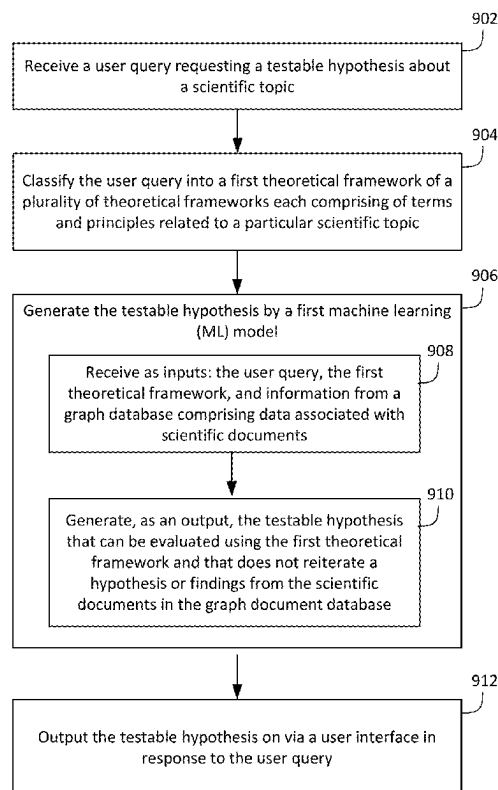 902
Receive a user query requesting a testable hypothesis about
a scientific topic
904
Classify the user query into a first theoretical framework of a
plurality of theoretical frameworks each comprising of terms
and principles related to a particular scientific topic
906
Generate the testable hypothesis by a first machine learning
(ML) model
908
Receive as inputs: the user query, the first
theoretical framework, and information from a
graph database comprising data associated with
scientific documents
910
Generate, as an output, the testable hypothesis
that can be evaluated using the first theoretical
framework and that does not reiterate a
hypothesis or findings from the scientific
documents in the graph document database
912
Output the testable hypothesis on via a user interface in
response to the user query